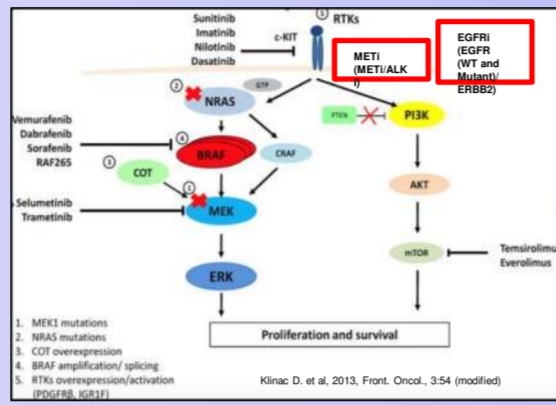 Sunitinib
Imatinib
Nilotinib
Dasatinib
c-KIT
5 RTKs
METi
(METi/ALK
i)
EGFRi
(EGFR
(WT and
Mutant)/
ERBB2)
2
GTP
NRAS
PTEN
PI3K
Vemurafenib
Dabrafenib
Sorafenib
RAF265
4
BRAF
CRAF
3
COT
AKT
Selumetinib
Trametinib
1
MEK
mTOR
Temsirolimu
Everolimus
ERK
Proliferation and survival
1. MEK1 mutations
2. NRAS mutations
3. COT overexpression
4. BRAF amplification/ splicing
5. RTKs overexpression/activation
(PDGFRβ, IGR1F)
Klinac D. et al, 2013, Front. Oncol., 3:54 (modified)